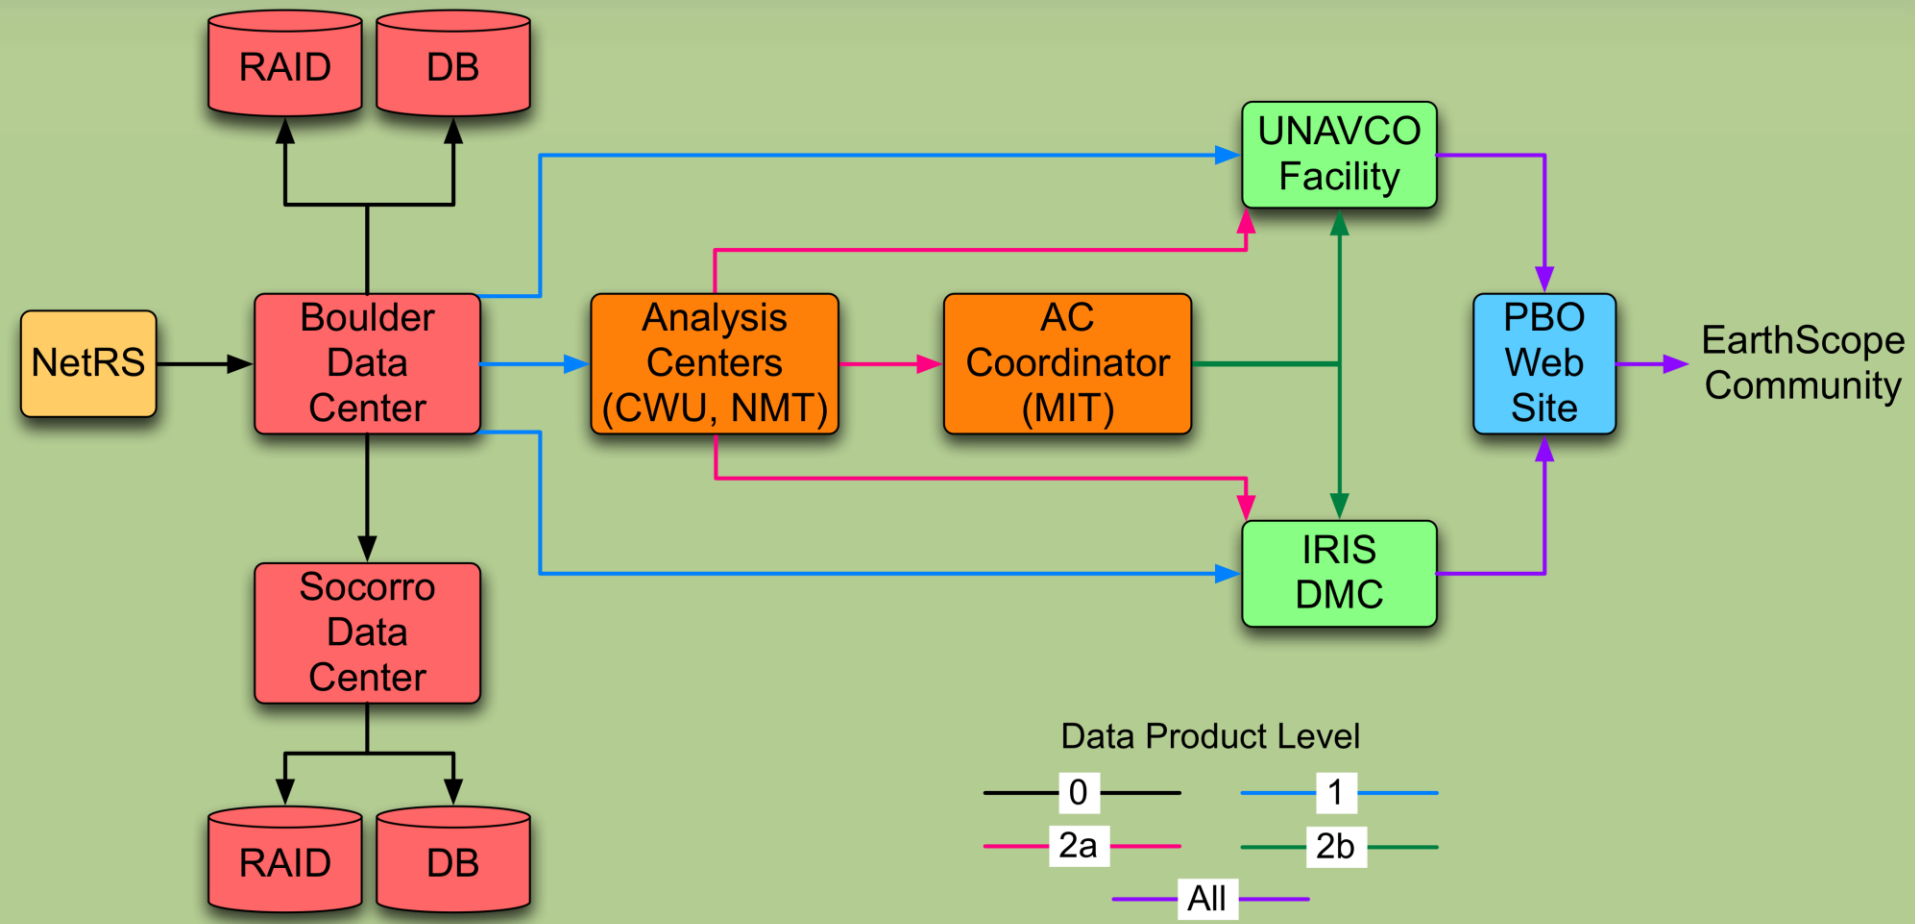 RAID
DB
UNAVCO
Facility
NetRS
Boulder
Data
Center
Analysis
Centers
(CWU, NMT)
AC
Coordinator
(MIT)
PBO
Web
Site
EarthScope
Community
IRIS
DMC
Socorro
Data
Center
RAID
DB
Data Product Level
0
1
2a
2b
All